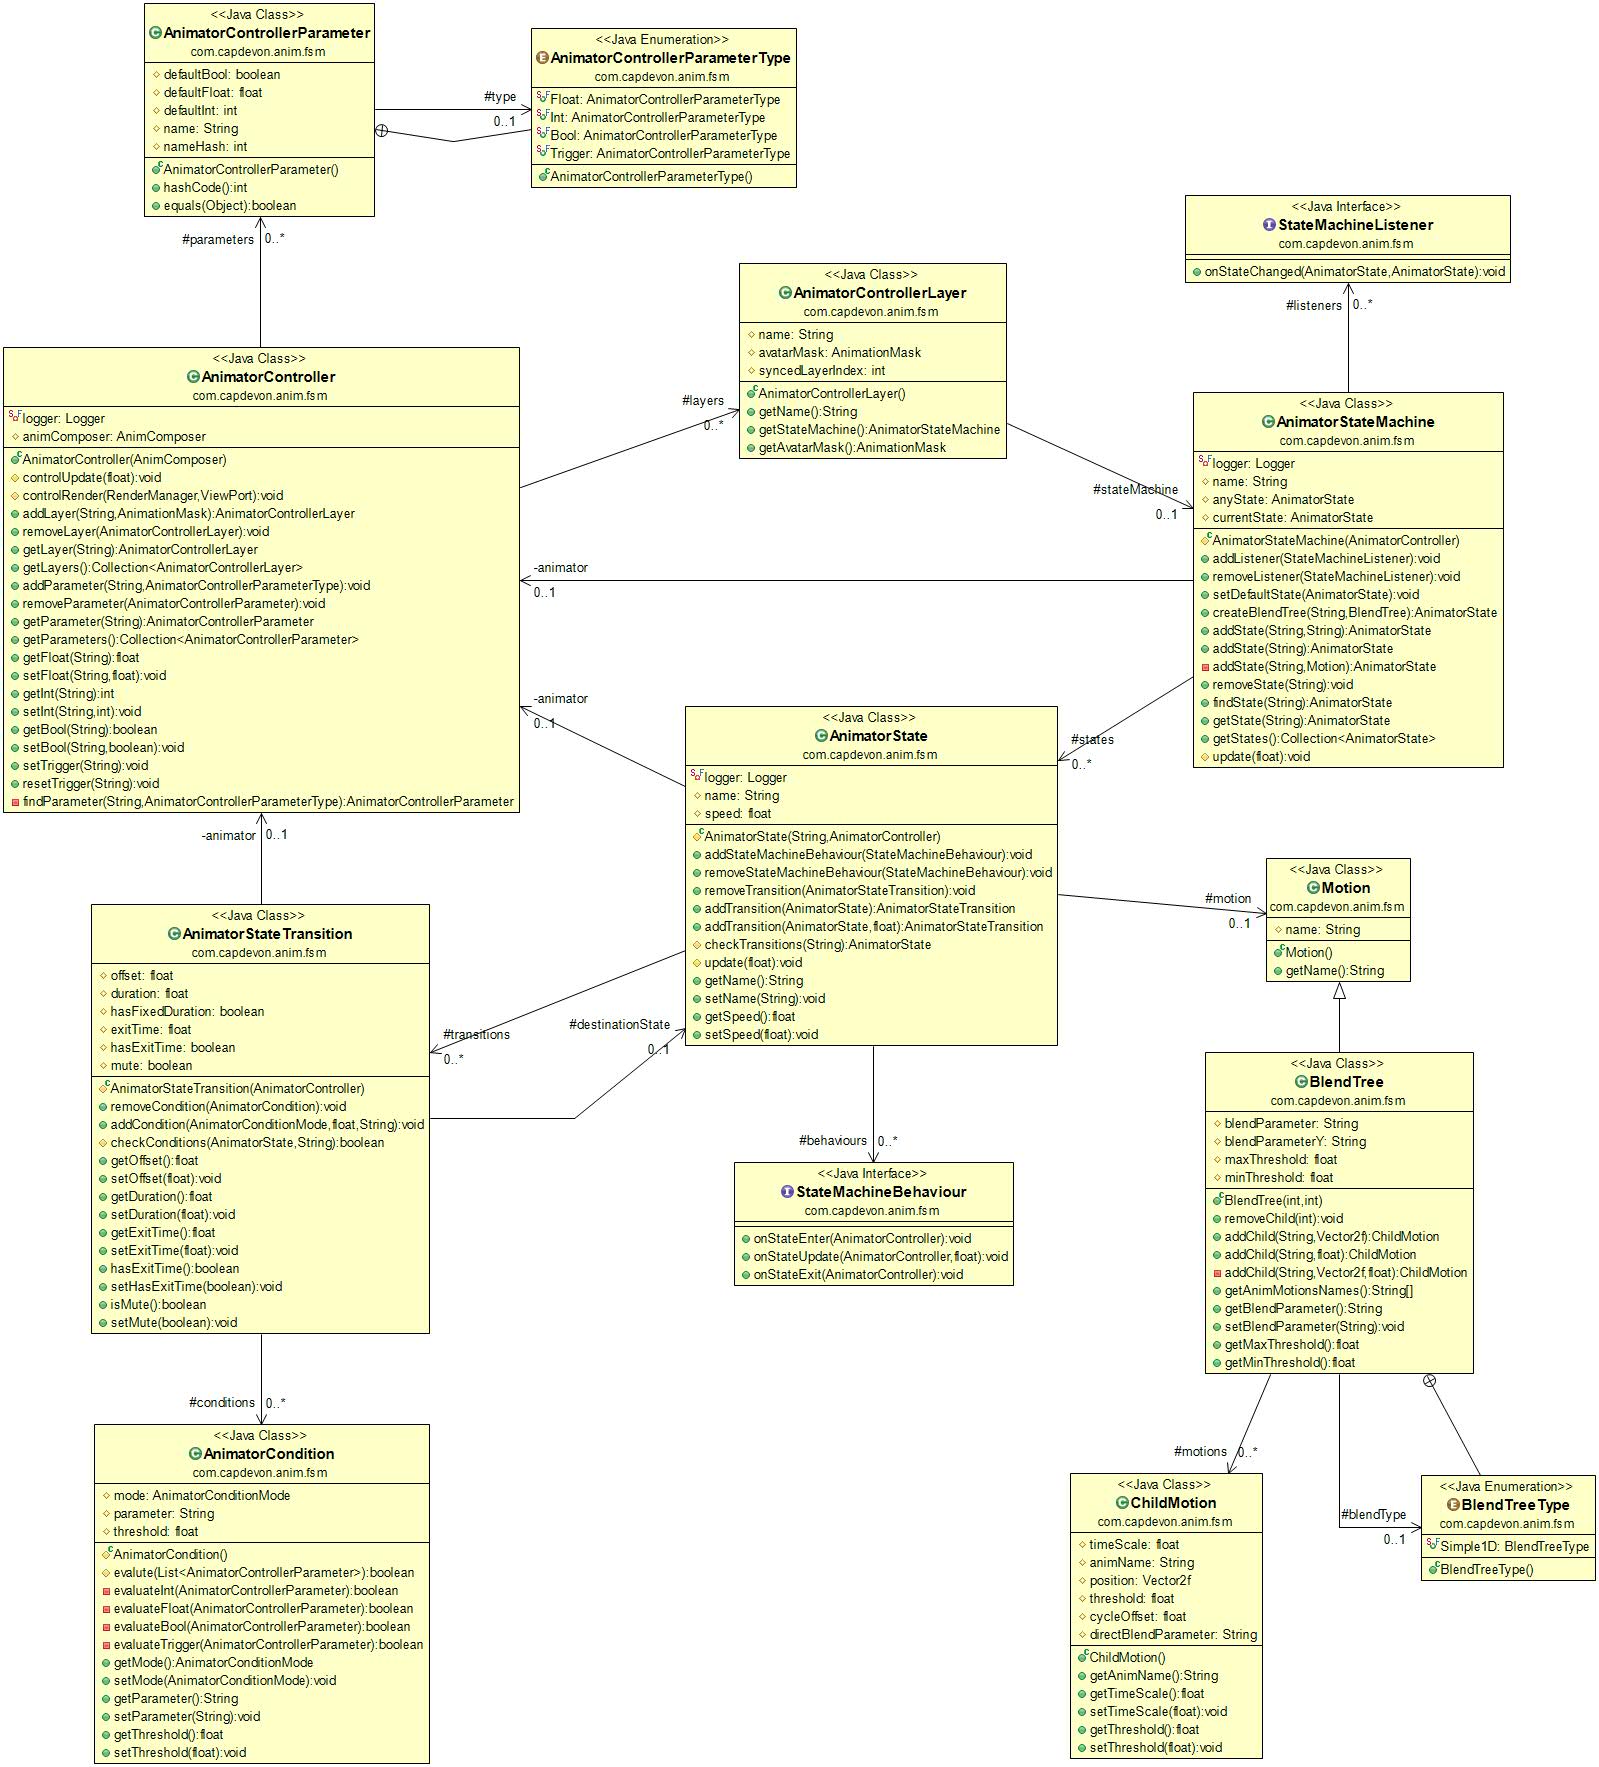 <<Java Class>>
AnimatorControllerParameter
com.capdevon.anim.fsm
defaultBool: boolean
defaultFloat: float
defaultInt: int
name: String
nameHash: int
AnimatorControllerParameter()
hashCode():int
equals(Object):boolean
<<Java Enumeration>>
AnimatorControllerParameterType
com.capdevon.anim.fsm
Float: AnimatorControllerParameterType
Int: AnimatorControllerParameterType
Bool: AnimatorControllerParameterType
Trigger: AnimatorControllerParameterType
AnimatorControllerParameterType()
#type
0..1
#parameters
0..*
<<Java Interface>>
StateMachineListener
com.capdevon.anim.fsm
onStateChanged(AnimatorState,AnimatorState):void
#listeners
0..*
<<Java Class>>
AnimatorControllerLayer
com.capdevon.anim.fsm
name: String
avatarMask: AnimationMask
syncedLayerIndex: int
AnimatorControllerLayer()
getName():String
getStateMachine():AnimatorStateMachine
getAvatarMask():AnimationMask
#layers
0..*
#stateMachine
0..1
<<Java Class>>
AnimatorController
com.capdevon.anim.fsm
logger: Logger
animComposer: AnimComposer
AnimatorController(AnimComposer)
controlUpdate(float):void
controlRender(RenderManager,ViewPort):void
addLayer(String,AnimationMask):AnimatorControllerLayer
removeLayer(AnimatorControllerLayer):void
getLayer(String):AnimatorControllerLayer
getLayers():Collection<AnimatorControllerLayer>
addParameter(String,AnimatorControllerParameterType):void
removeParameter(AnimatorControllerParameter):void
getParameter(String):AnimatorControllerParameter
getParameters():Collection<AnimatorControllerParameter>
getFloat(String):float
setFloat(String,float):void
getInt(String):int
setInt(String,int):void
getBool(String):boolean
setBool(String,boolean):void
setTrigger(String):void
resetTrigger(String):void
findParameter(String,AnimatorControllerParameterType):AnimatorControllerParameter
<<Java Class>>
AnimatorStateMachine
com.capdevon.anim.fsm
logger: Logger
name: String
anyState: AnimatorState
currentState: AnimatorState
AnimatorStateMachine(AnimatorController)
addListener(StateMachineListener):void
removeListener(StateMachineListener):void
setDefaultState(AnimatorState):void
createBlendTree(String,BlendTree):AnimatorState
addState(String,String):AnimatorState
addState(String):AnimatorState
addState(String,Motion):AnimatorState
removeState(String):void
findState(String):AnimatorState
getState(String):AnimatorState
getStates():Collection<AnimatorState>
update(float):void
-animator
0..1
-animator
0..1
#states
0..*
-animator
0..1
<<Java Class>>
AnimatorState
com.capdevon.anim.fsm
logger: Logger
name: String
speed: float
AnimatorState(String,AnimatorController)
addStateMachineBehaviour(StateMachineBehaviour):void
removeStateMachineBehaviour(StateMachineBehaviour):void
removeTransition(AnimatorStateTransition):void
addTransition(AnimatorState):AnimatorStateTransition
addTransition(AnimatorState,float):AnimatorStateTransition
checkTransitions(String):AnimatorState
update(float):void
getName():String
setName(String):void
getSpeed():float
setSpeed(float):void
#motion
0..1
<<Java Class>>
Motion
com.capdevon.anim.fsm
name: String
Motion()
getName():String
<<Java Class>>
AnimatorStateTransition
com.capdevon.anim.fsm
offset: float
duration: float
hasFixedDuration: boolean
exitTime: float
hasExitTime: boolean
mute: boolean
AnimatorStateTransition(AnimatorController)
removeCondition(AnimatorCondition):void
addCondition(AnimatorConditionMode,float,String):void
checkConditions(AnimatorState,String):boolean
getOffset():float
setOffset(float):void
getDuration():float
setDuration(float):void
getExitTime():float
setExitTime(float):void
hasExitTime():boolean
setHasExitTime(boolean):void
isMute():boolean
setMute(boolean):void
#transitions
0..*
#destinationState
0..1
#behaviours
0..*
<<Java Interface>>
StateMachineBehaviour
com.capdevon.anim.fsm
onStateEnter(AnimatorController):void
onStateUpdate(AnimatorController,float):void
onStateExit(AnimatorController):void
<<Java Class>>
BlendTree
com.capdevon.anim.fsm
blendParameter: String
blendParameterY: String
maxThreshold: float
minThreshold: float
BlendTree(int,int)
removeChild(int):void
addChild(String,Vector2f):ChildMotion
addChild(String,float):ChildMotion
addChild(String,Vector2f,float):ChildMotion
getAnimMotionsNames():String[]
getBlendParameter():String
setBlendParameter(String):void
getMaxThreshold():float
getMinThreshold():float
#conditions
0..*
<<Java Class>>
AnimatorCondition
com.capdevon.anim.fsm
mode: AnimatorConditionMode
parameter: String
threshold: float
AnimatorCondition()
evalute(List<AnimatorControllerParameter>):boolean
evaluateInt(AnimatorControllerParameter):boolean
evaluateFloat(AnimatorControllerParameter):boolean
evaluateBool(AnimatorControllerParameter):boolean
evaluateTrigger(AnimatorControllerParameter):boolean
getMode():AnimatorConditionMode
setMode(AnimatorConditionMode):void
getParameter():String
setParameter(String):void
getThreshold():float
setThreshold(float):void
#motions
0..*
<<Java Class>>
ChildMotion
com.capdevon.anim.fsm
timeScale: float
animName: String
position: Vector2f
threshold: float
cycleOffset: float
directBlendParameter: String
ChildMotion()
getAnimName():String
getTimeScale():float
setTimeScale(float):void
getThreshold():float
setThreshold(float):void
#blendType
0..1
<<Java Enumeration>>
BlendTreeType
com.capdevon.anim.fsm
Simple1D: BlendTreeType
BlendTreeType()